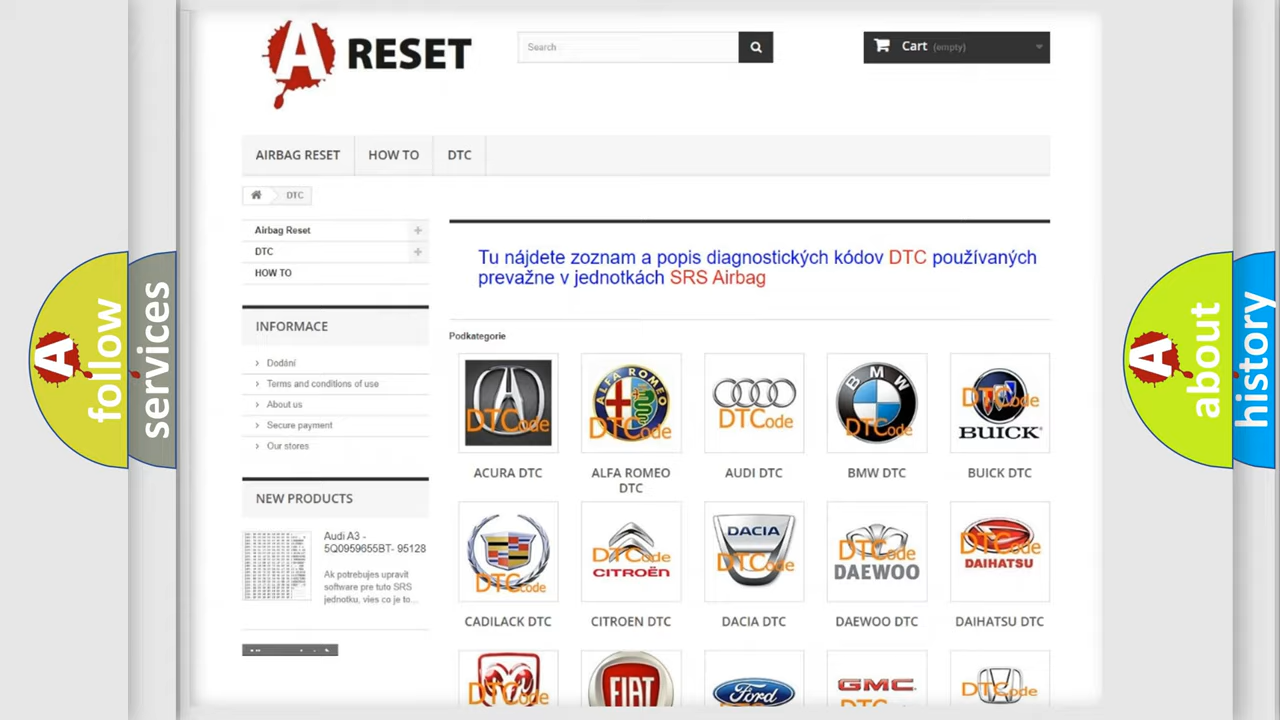 A RESET
Search
Cart (empty)
AIRBAG RESET
HOW TO
DTC
DTC
Airbag Reset
DTC
HOW TO
INFORMACE
Dodání
Terms and conditions of use
About us
Secure payment
Our stores
NEW PRODUCTS
Audi A3 -
5Q0959655BT- 95128
Ak potrebujes upravit
software pre tuto SRS
jednotku, vies co je to...
Tu nájdete zoznam a popis diagnostických kódov DTC používaných
prevažne v jednotkách SRS Airbag
Podkategorie
DTCode
ALFA ROMEO
DTCode
DTCode
BMW
DTCode
DTCode
BUICK
ACURA DTC
ALFA ROMEO
DTC
AUDI DTC
BMW DTC
BUICK DTC
DTCode
DTCode
CITROËN
DACIA
DTCode
DTCode
DAEWOO
DTCode
DAIHATSU
CADILACK DTC
CITROEN DTC
DACIA DTC
DAEWOO DTC
DAIHATSU DTC
DTCode
FIAT
Ford
GMC
DTCode
A follow
services
A about
history